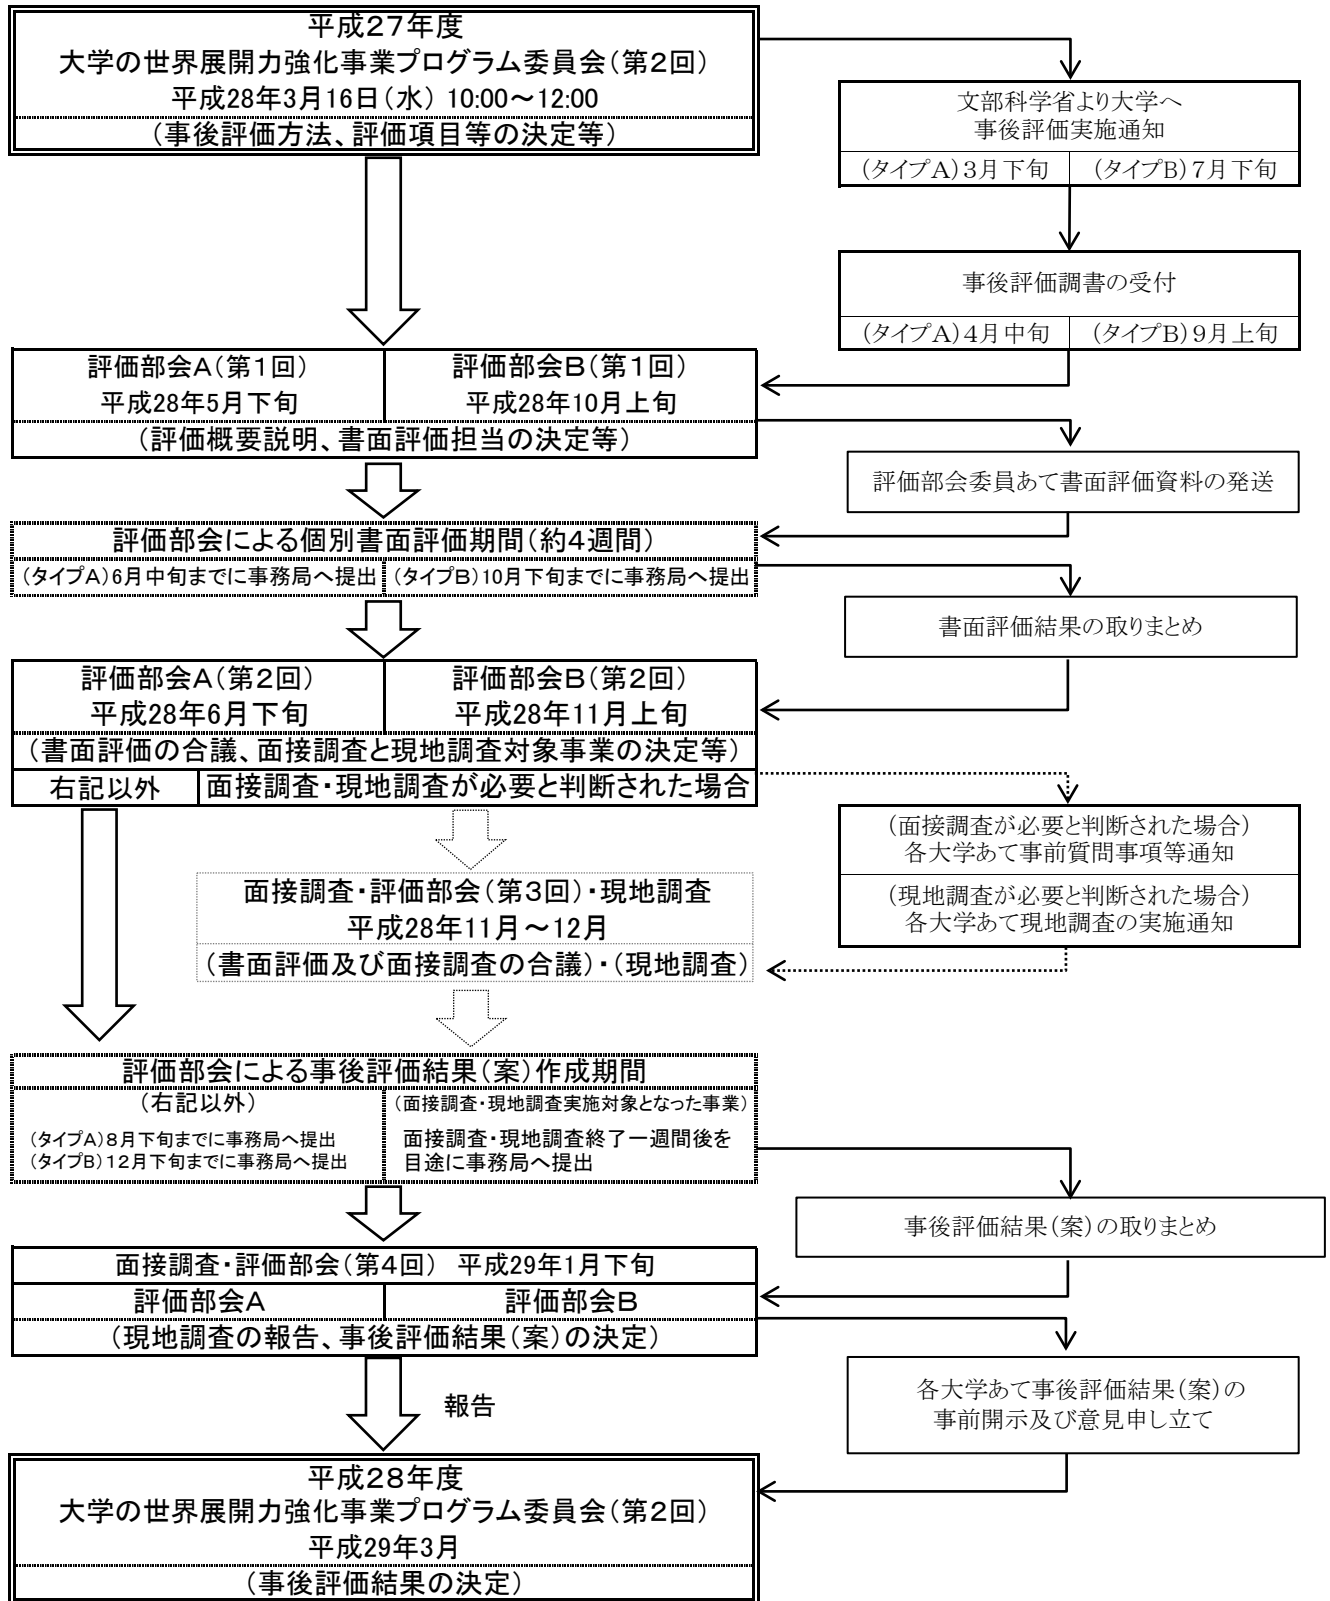 平成27年度
大学の世界展開力強化事業プログラム委員会（第2回）
平成28年3月16日（水） 10:00～12:00
（事後評価方法、評価項目等の決定等）
文部科学省より大学へ
事後評価実施通知
（タイプA）3月下旬 （タイプB）7月下旬
事後評価調書の受付
（タイプA）4月中旬 （タイプB）9月上旬
評価部会A（第1回） 評価部会B（第1回）
平成28年5月下旬 平成28年10月上旬
（評価概要説明、書面評価担当の決定等）
評価部会委員あて書面評価資料の発送
評価部会による個別書面評価期間（約4週間）
（タイプA）6月中旬までに事務局へ提出 （タイプB）10月下旬までに事務局へ提出
書面評価結果の取りまとめ
評価部会A（第2回） 評価部会B（第2回）
平成28年6月下旬 平成28年11月上旬
（書面評価の合議、面接調査と現地調査対象事業の決定等）
右記以外 面接調査・現地調査が必要と判断された場合
（面接調査が必要と判断された場合）
各大学あて事前質問事項等通知
（現地調査が必要と判断された場合）
各大学あて現地調査の実施通知
面接調査・評価部会（第3回）・現地調査
平成28年11月～12月
（書面評価及び面接調査の合議）・（現地調査）
評価部会による事後評価結果（案）作成期間
（右記以外） （面接調査・現地調査実施対象となった事業）
（タイプA）8月下旬までに事務局へ提出
（タイプB）12月下旬までに事務局へ提出
面接調査・現地調査終了一週間後を
目途に事務局へ提出
事後評価結果（案）の取りまとめ
面接調査・評価部会（第4回） 平成29年1月下旬
評価部会A 評価部会B
（現地調査の報告、事後評価結果（案）の決定）
各大学あて事後評価結果（案）の
事前開示及び意見申し立て
報告
平成28年度
大学の世界展開力強化事業プログラム委員会（第2回）
平成29年3月
（事後評価結果の決定）